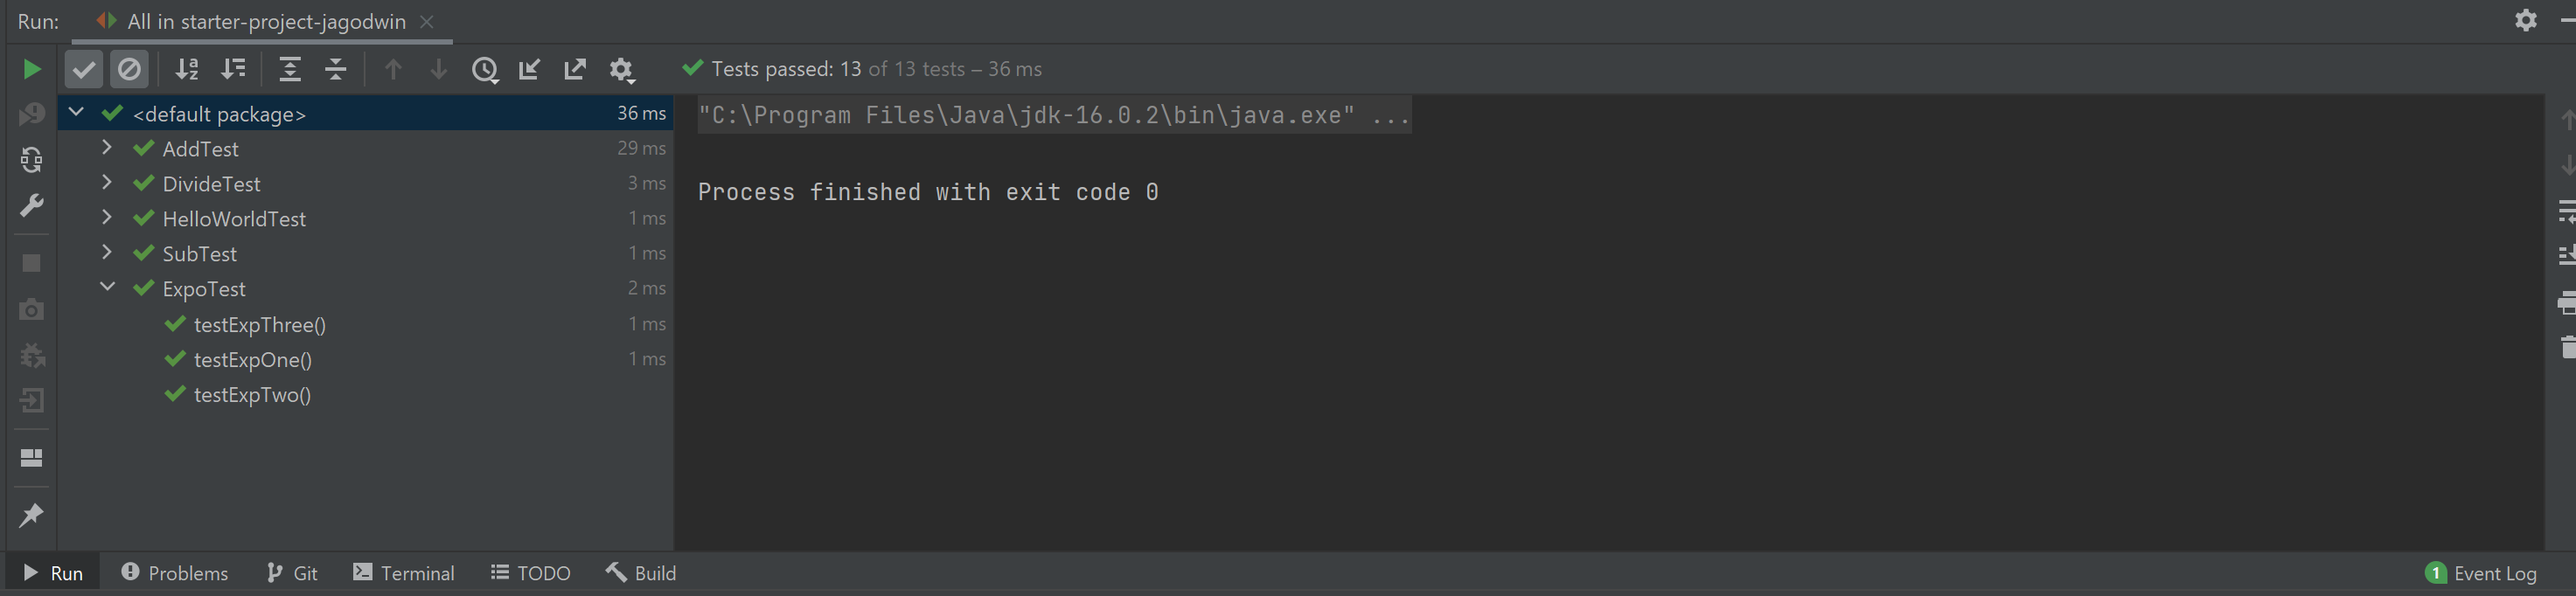 Run: All in starter-project-jagodwin
Tests passed: 13 of 13 tests – 36 ms
<default package> 36 ms
AddTest 29 ms
DivideTest 3 ms
HelloWorldTest 1 ms
SubTest 1 ms
ExpoTest 2 ms
testExpThree() 1 ms
testExpOne() 1 ms
testExpTwo()
"C:\Program Files\Java\jdk-16.0.2\bin\java.exe" ...
Process finished with exit code 0
Run Problems Git Terminal TODO Build 1 Event Log